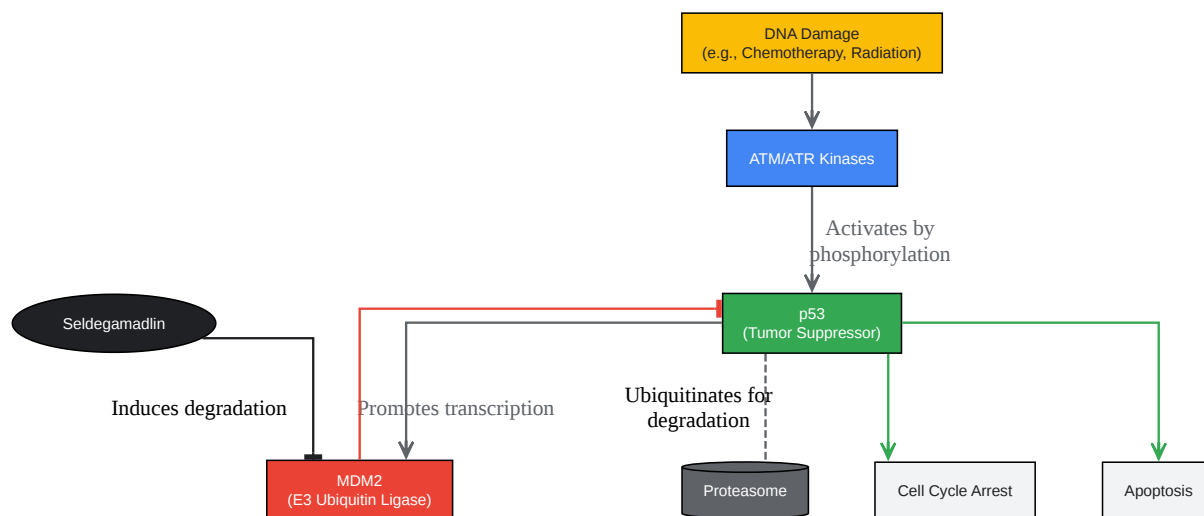 DNA Damage
(e.g., Chemotherapy, Radiation)
ATM/ATR Kinases
Activates by
phosphorylation
p53
(Tumor Suppressor)
Seldegamadlin
Induces degradation
Promotes transcription
Ubiquitinates for
degradation
MDM2
(E3 Ubiquitin Ligase)
Proteasome
Cell Cycle Arrest
Apoptosis